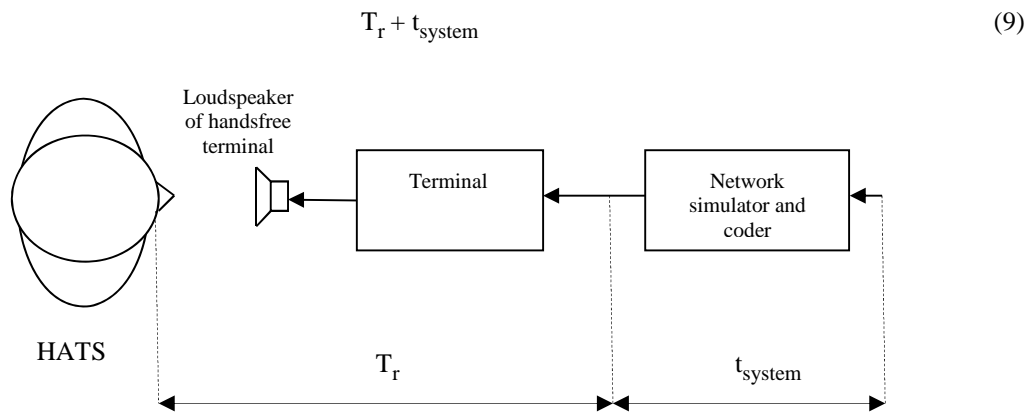 T_r + t_system (9)
Loudspeaker
of handsfree
terminal
Terminal
Network
simulator and
coder
HATS
T_r
t_system